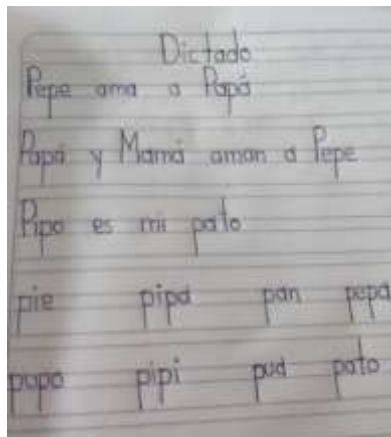 Dictado
Pepe ama a Papá
Papá y Mamá aman a Pepe
Pipo es mi pato
pie pipa pan pepa
pupo pipi pud pato